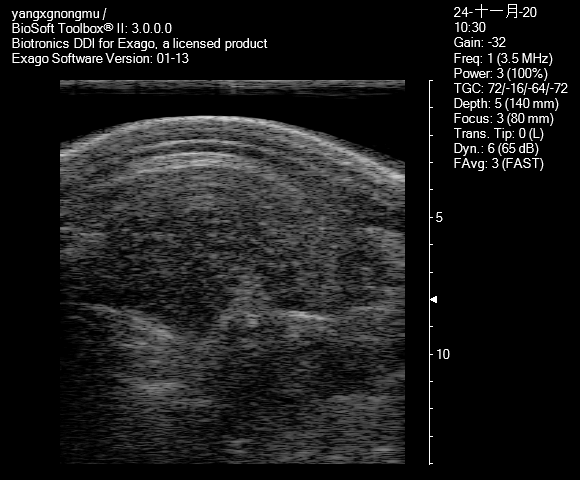 yangxgnongmu /
BioSoft Toolbox® II: 3.0.0.0
Biotronics DDI for Exago, a licensed product
Exago Software Version: 01-13
24-十一月-20
10:30
Gain: -32
Freq: 1 (3.5 MHz)
Power: 3 (100%)
TGC: 72/-16/-64/-72
Depth: 5 (140 mm)
Focus: 3 (80 mm)
Trans. Tip: 0 (L)
Dyn.: 6 (65 dB)
FAvg: 3 (FAST)
5
10